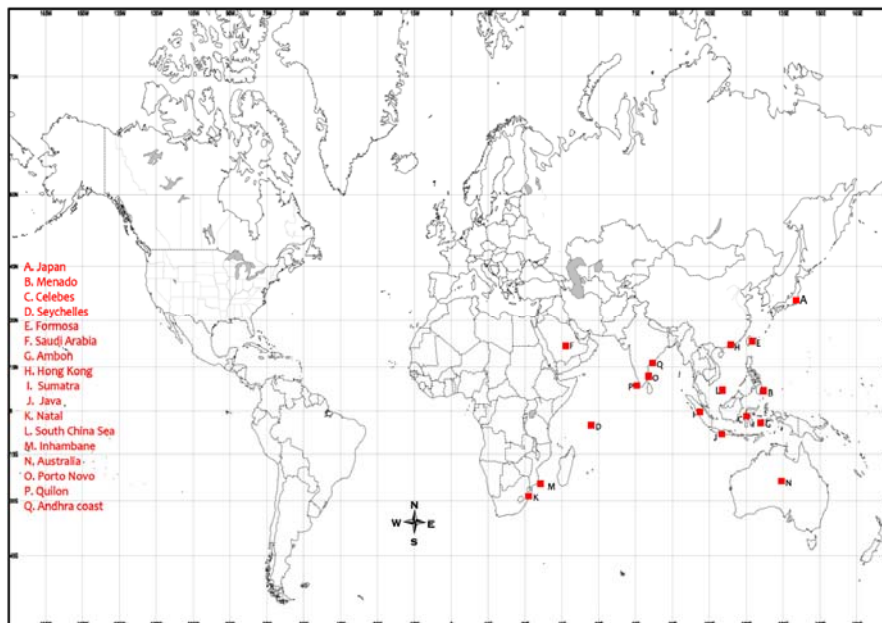 A. Japan
B. Menado
C. Celebes
D. Seychelles
E. Formosa
F. Saudi Arabia
G. Ambon
H. Hong Kong
I. Sumatra
J. Java
K. Natal
L. South China Sea
M. Inhambane
N. Australia
O. Porto Novo
P. Quilon
Q. Andhra coast
A
F
H
E
Q
O
P
L
B
I
C
G
D
J
M
N
K
N
W E
S